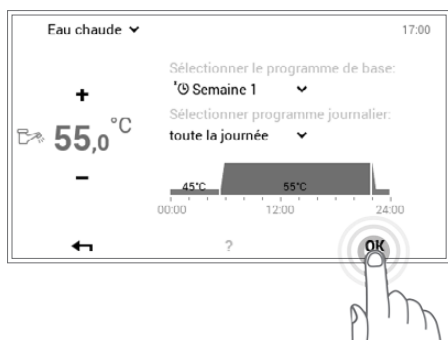 Eau chaude
17:00
Sélectionner le programme de base:
Semaine 1
+
Sélectionner programme journalier:
55,0 °C
toute la journée
–
45°C 55°C
00:00 12:00 24:00
? OK